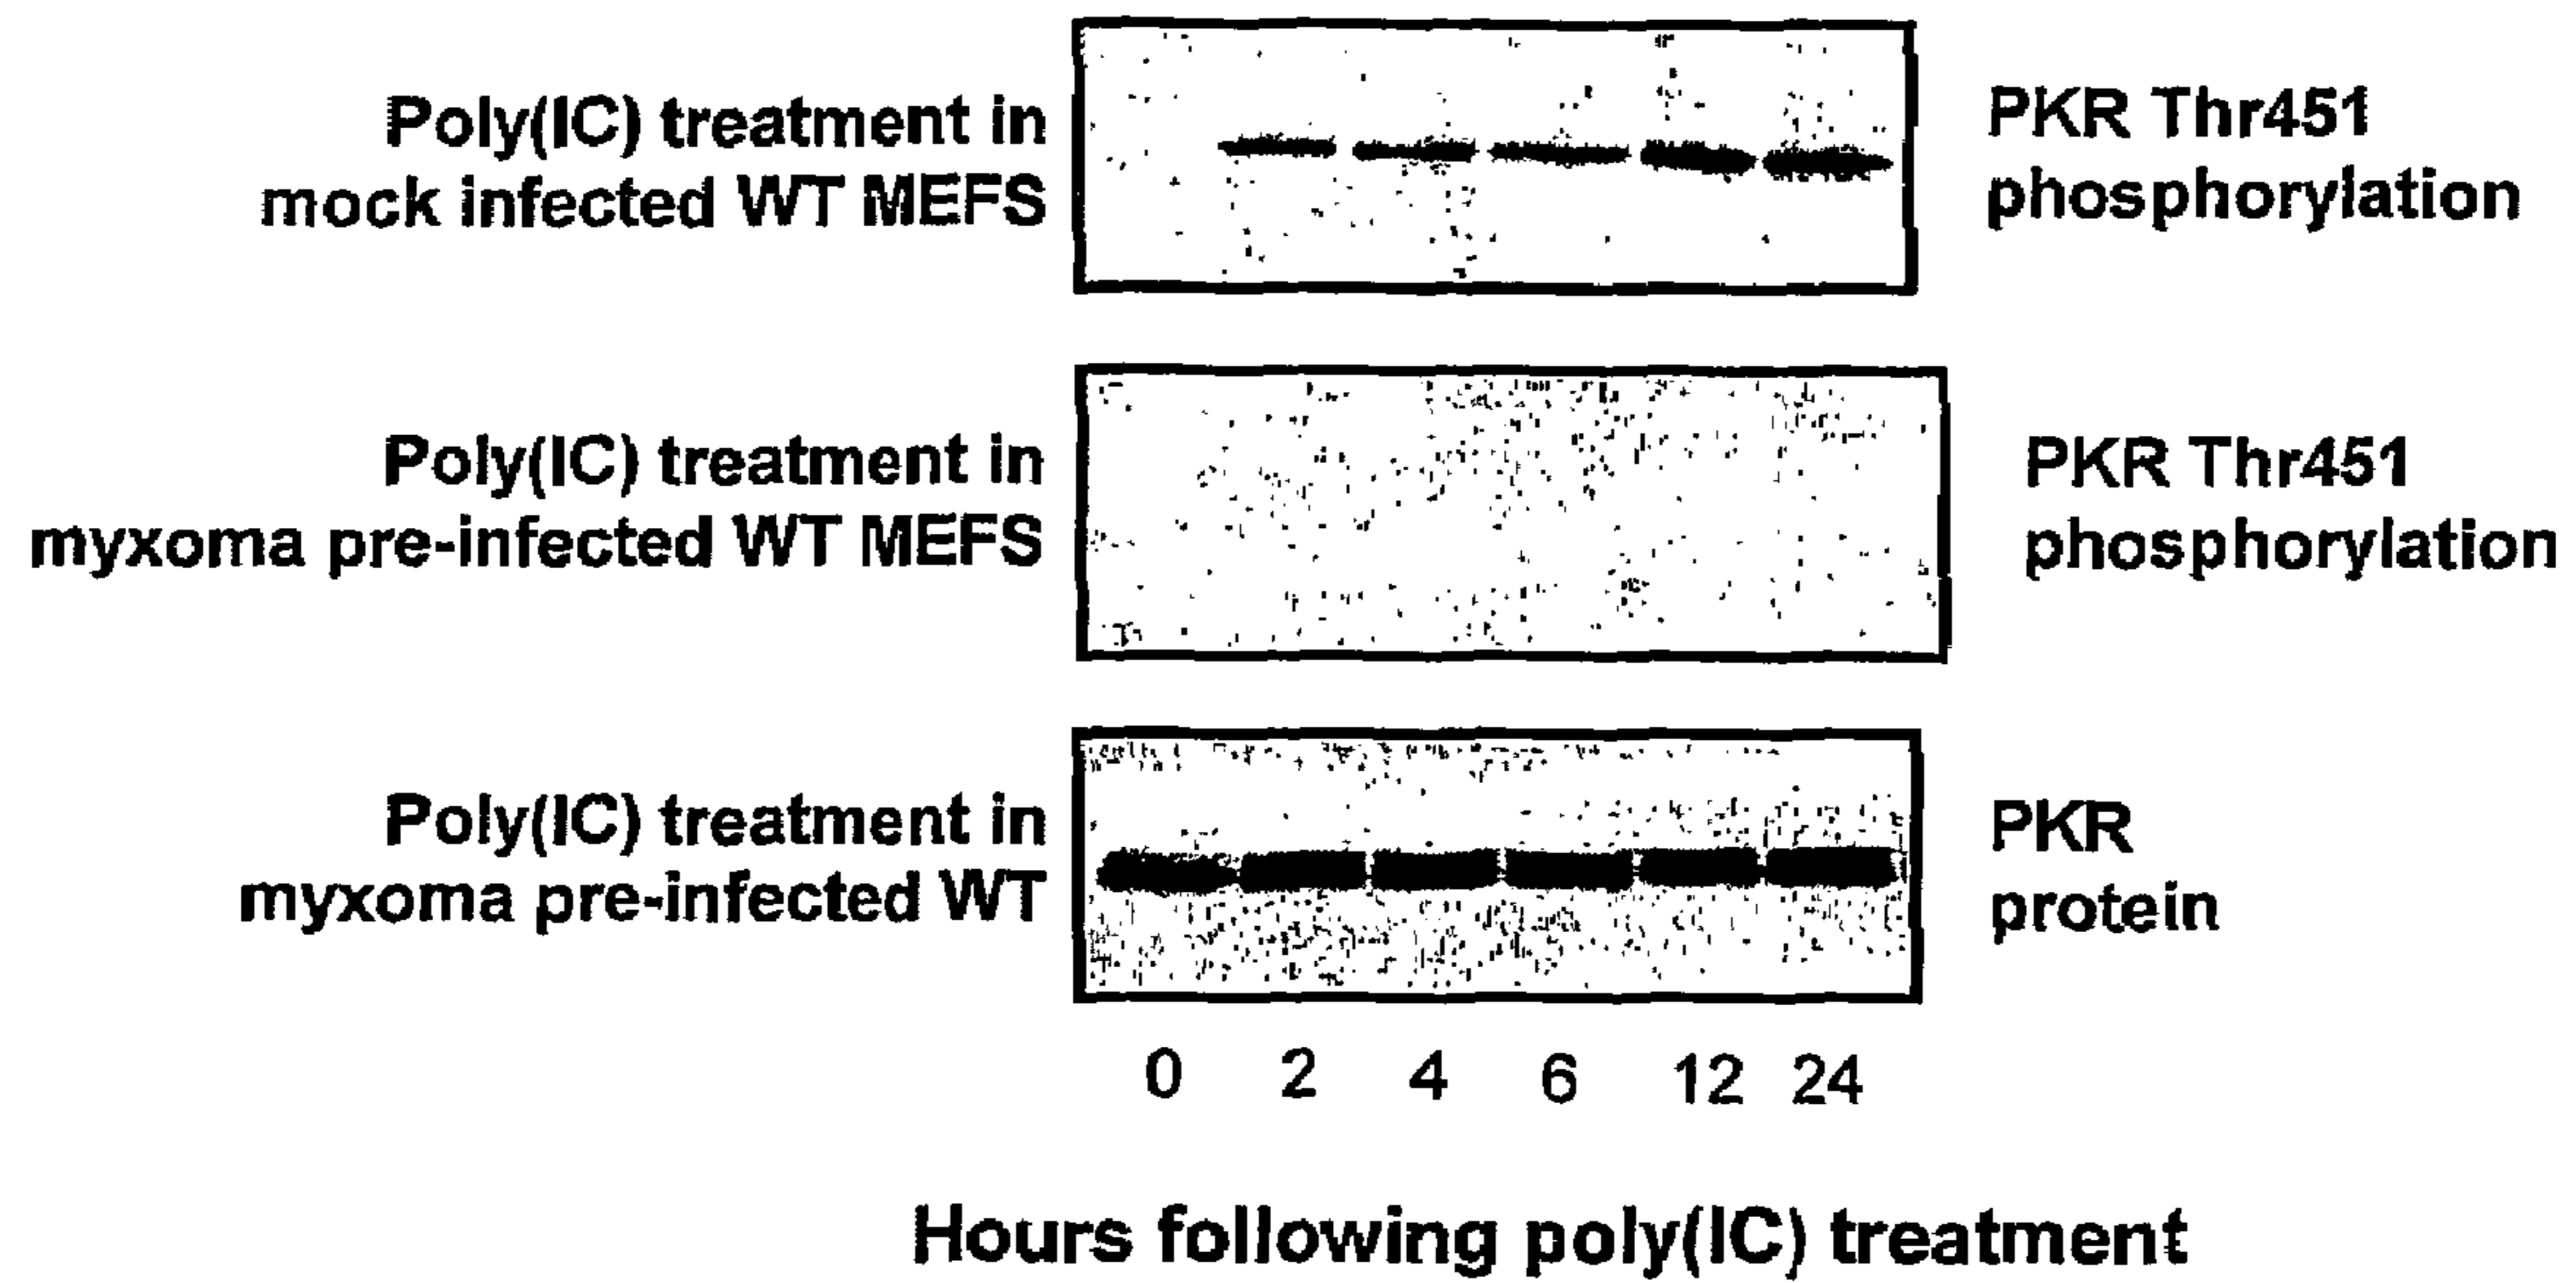 Poly(IC) treatment in
mock infected WT MEFS
PKR Thr451
phosphorylation
Poly(IC) treatment in
myxoma pre-infected WT MEFS
PKR Thr451
phosphorylation
Poly(IC) treatment in
myxoma pre-infected WT
PKR
protein
0 2 4 6 12 24
Hours following poly(IC) treatment